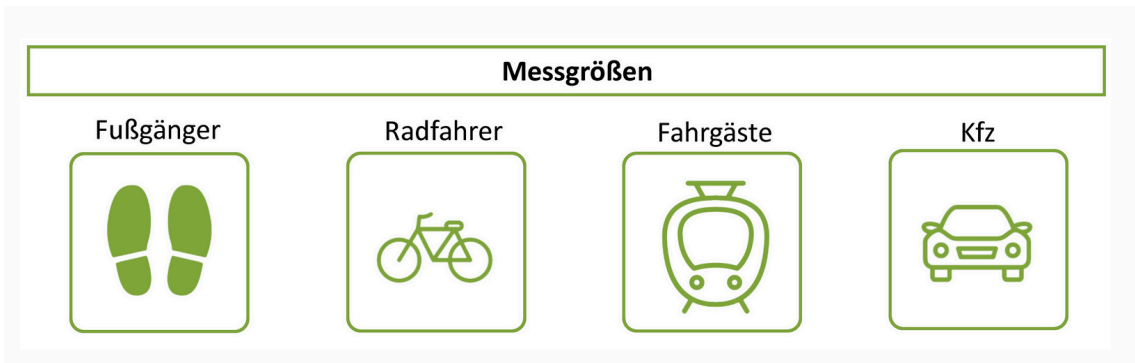 Messgrößen
Fußgänger
Radfahrer
Fahrgäste
Kfz